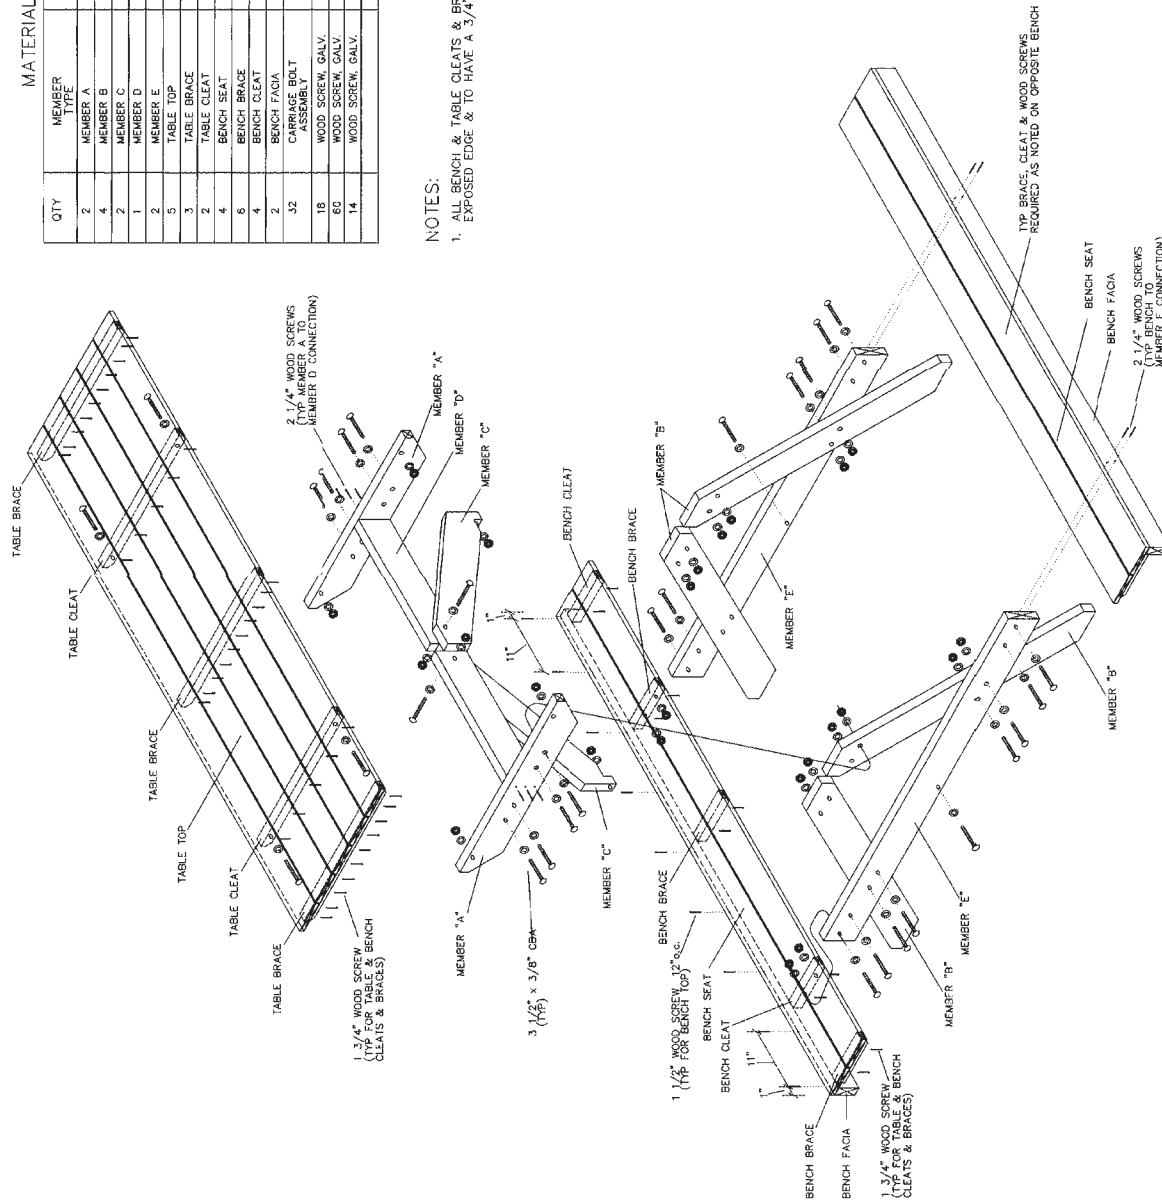 MATERIAL
QTY MEMBER TYPE
2 MEMBER A
4 MEMBER B
2 MEMBER C
1 MEMBER D
2 MEMBER E
5 TABLE TOP
3 TABLE BRACE
2 TABLE CLEAT
4 BENCH SEAT
6 BENCH BRACE
4 BENCH CLEAT
2 BENCH FACIA
32 CARRIAGE BOLT ASSEMBLY
18 WOOD SCREW, GALV.
60 WOOD SCREW, GALV.
14 WOOD SCREW, GALV.
NOTES:
1. ALL BENCH & TABLE CLEATS & BR
EXPOSED EDGE & TO HAVE A 3/4"
TABLE BRACE
TABLE CLEAT
TABLE BRACE
TABLE TOP
TABLE CLEAT
TABLE BRACE
1 3/4" WOOD SCREW
(TYP FOR TABLE & BENCH
CLEATS & BRACES)
2 1/4" WOOD SCREWS
(TYP MEMBER A TO
MEMBER D CONNECTION)
MEMBER "A"
MEMBER "D"
MEMBER "C"
MEMBER "A"
3 1/2" x 3/8" CBA
(TYP)
MEMBER "C"
BENCH CLEAT
BENCH BRACE
1"
11"
BENCH BRACE
1 1/2" WOOD SCREW 12"o.c.
(TYP FOR BENCH TOP)
BENCH SEAT
BENCH CLEAT
11"
1"
BENCH BRACE
BENCH FACIA
1 3/4" WOOD SCREW
(TYP FOR TABLE & BENCH
CLEATS & BRACES)
MEMBER "B"
MEMBER "E"
MEMBER "B"
MEMBER "E"
MEMBER "B"
TYP BRACE, CLEAT & WOOD SCREWS
REQUIRED AS NOTED ON OPPOSITE BENCH
BENCH SEAT
BENCH FACIA
2 1/4" WOOD SCREWS
(TYP BENCH TO
MEMBER E CONNECTION)